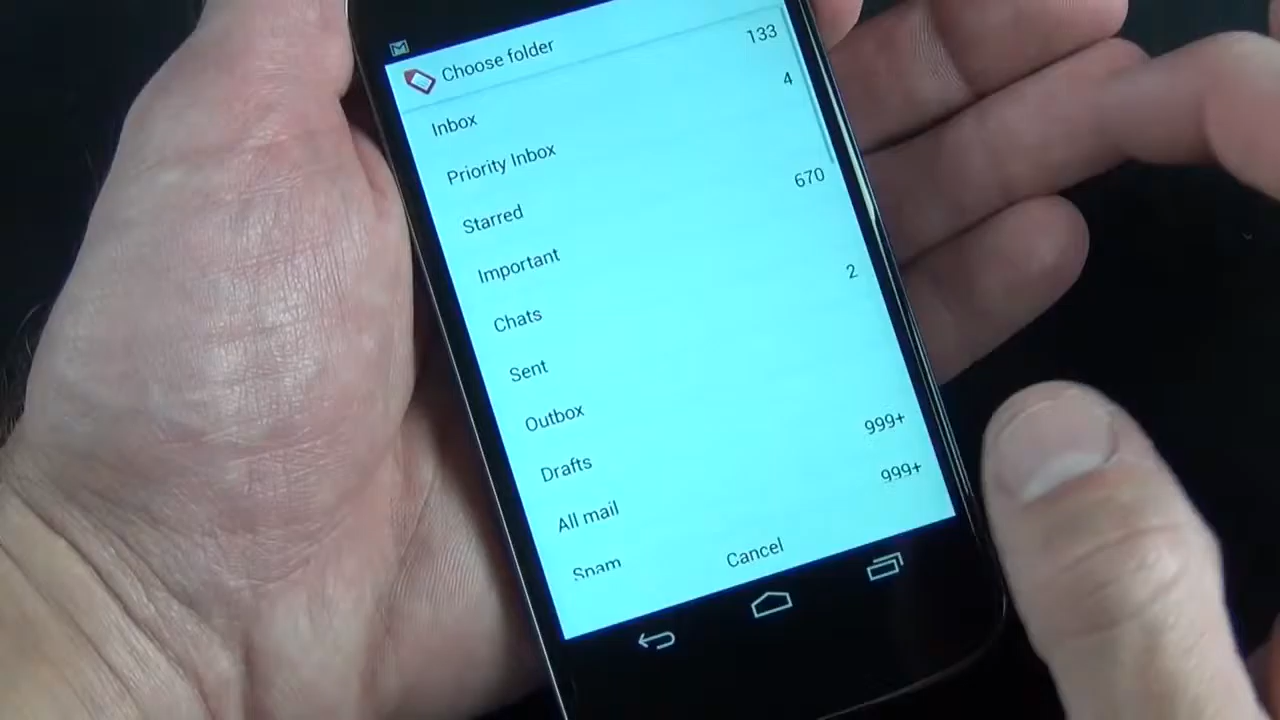 Choose folder
Inbox 133
Priority Inbox 4
Starred
Important 670
Chats
Sent 2
Outbox
Drafts
All mail 999+
Spam 999+
Cancel